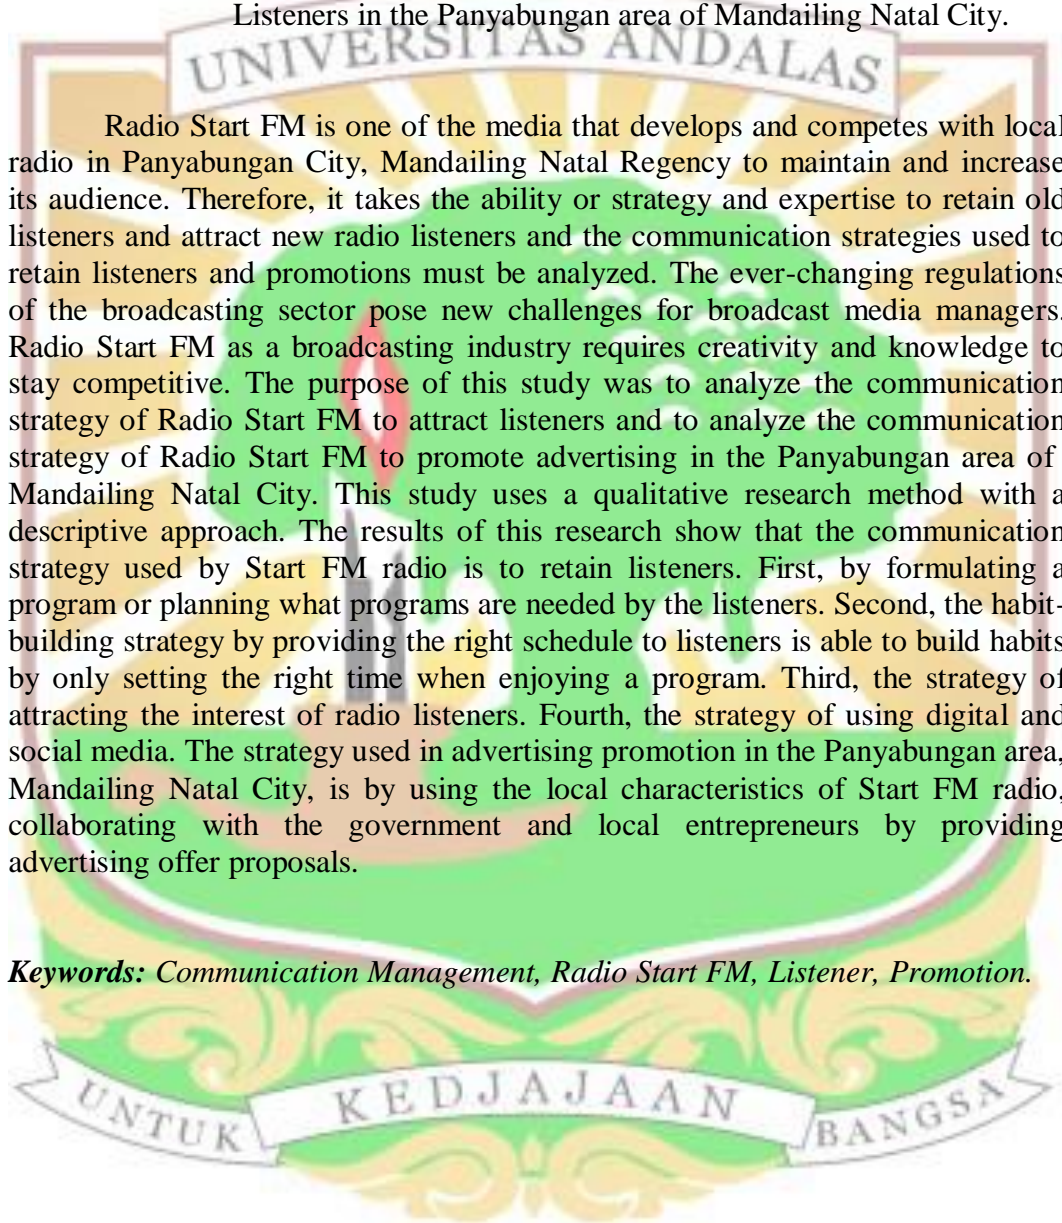 Listeners in the Panyabungan area of Mandailing Natal City.
UNIVERSITAS ANDALAS
Radio Start FM is one of the media that develops and competes with local
radio in Panyabungan City, Mandailing Natal Regency to maintain and increase
its audience. Therefore, it takes the ability or strategy and expertise to retain old
listeners and attract new radio listeners and the communication strategies used to
retain listeners and promotions must be analyzed. The ever-changing regulations
of the broadcasting sector pose new challenges for broadcast media managers.
Radio Start FM as a broadcasting industry requires creativity and knowledge to
stay competitive. The purpose of this study was to analyze the communication
strategy of Radio Start FM to attract listeners and to analyze the communication
strategy of Radio Start FM to promote advertising in the Panyabungan area of
Mandailing Natal City. This study uses a qualitative research method with a
descriptive approach. The results of this research show that the communication
strategy used by Start FM radio is to retain listeners. First, by formulating a
program or planning what programs are needed by the listeners. Second, the habit-
building strategy by providing the right schedule to listeners is able to build habits
by only setting the right time when enjoying a program. Third, the strategy of
attracting the interest of radio listeners. Fourth, the strategy of using digital and
social media. The strategy used in advertising promotion in the Panyabungan area,
Mandailing Natal City, is by using the local characteristics of Start FM radio,
collaborating with the government and local entrepreneurs by providing
advertising offer proposals.
Keywords: Communication Management, Radio Start FM, Listener, Promotion.
UNTUK KEDJAJAAN BANGSA